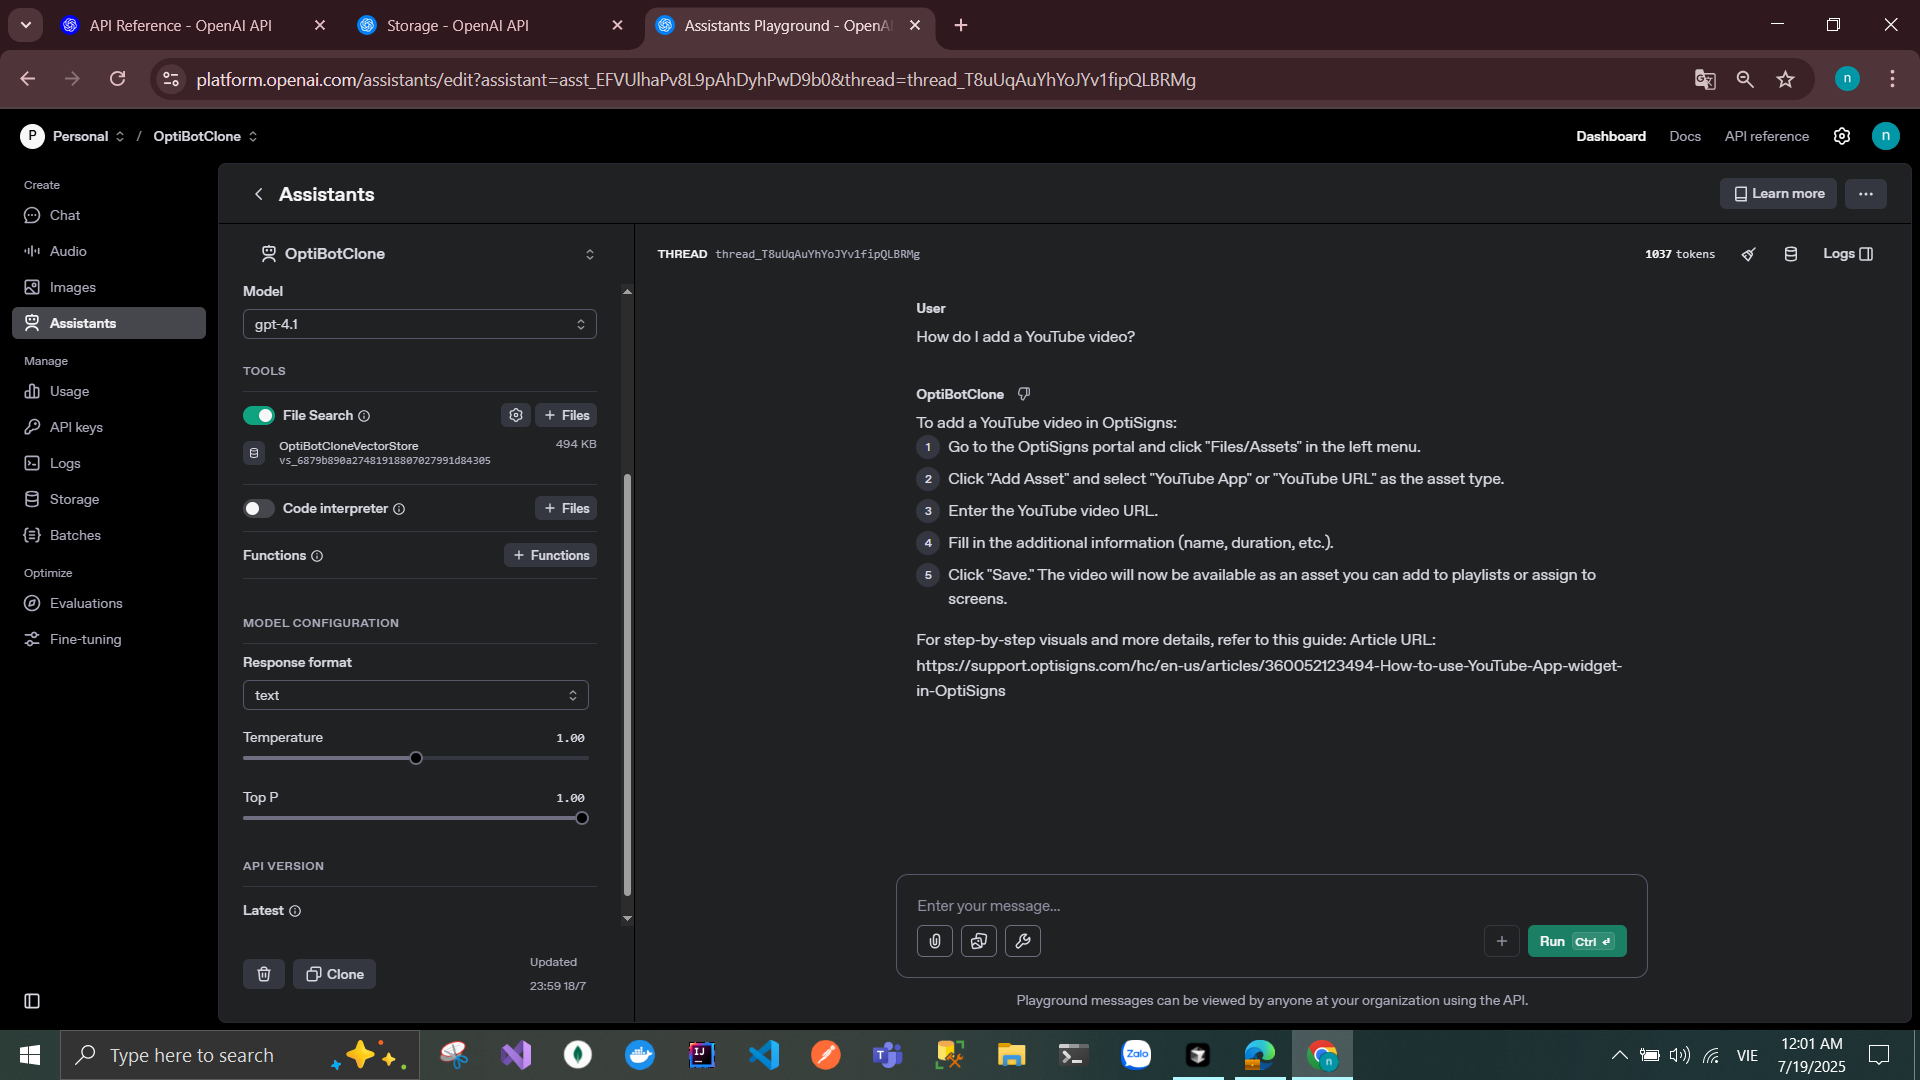 API Reference - OpenAI API
Storage - OpenAI API
Assistants Playground - OpenAI
platform.openai.com/assistants/edit?assistant=asst_EFVUlhaPv8L9pAhDyhPwD9b0&thread=thread_T8uUqAuYhYoJYv1fipQLBRMg
n
P Personal / OptiBotClone
Dashboard Docs API reference n
Create
Chat
Audio
Images
Assistants
Manage
Usage
API keys
Logs
Storage
Batches
Optimize
Evaluations
Fine-tuning
Assistants
Learn more
OptiBotClone
Model
gpt-4.1
TOOLS
File Search
+ Files
OptiBotCloneVectorStore
494 KB
vs_6879b890a27481918807027991d84305
Code interpreter
+ Files
Functions
+ Functions
MODEL CONFIGURATION
Response format
text
Temperature 1.00
Top P 1.00
API VERSION
Latest
Clone
Updated
23:59 18/7
THREAD thread_T8uUqAuYhYoJYv1fipQLBRMg
1037 tokens
Logs
User
How do I add a YouTube video?
OptiBotClone
To add a YouTube video in OptiSigns:
1 Go to the OptiSigns portal and click "Files/Assets" in the left menu.
2 Click "Add Asset" and select "YouTube App" or "YouTube URL" as the asset type.
3 Enter the YouTube video URL.
4 Fill in the additional information (name, duration, etc.).
5 Click "Save." The video will now be available as an asset you can add to playlists or assign to
screens.
For step-by-step visuals and more details, refer to this guide: Article URL:
https://support.optisigns.com/hc/en-us/articles/360052123494-How-to-use-YouTube-App-widget-
in-OptiSigns
Enter your message...
Run Ctrl
Playground messages can be viewed by anyone at your organization using the API.
Type here to search
IJ
T
Zalo
n
VIE
12:01 AM
7/19/2025